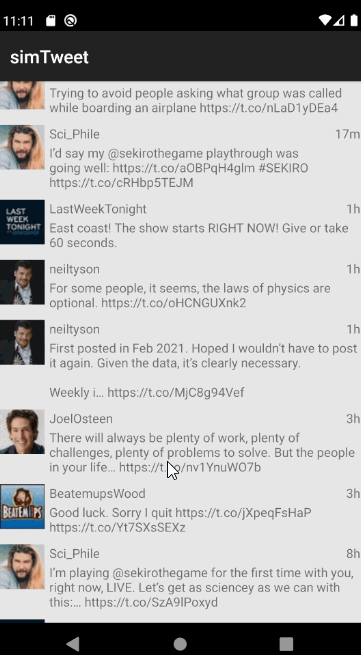 11:11
simTweet
Trying to avoid people asking what group was called
while boarding an airplane https://t.co/nLaD1yDEa4
Sci_Phile 17m
I'd say my @sekirothegame playthrough was
going well: https://t.co/aOBPqH4glm #SEKIRO
https://t.co/cRHbp5TEJM
LAST
WEEK
TONIGHT
LastWeekTonight 1h
East coast! The show starts RIGHT NOW! Give or take
60 seconds.
neiltyson 1h
For some people, it seems, the laws of physics are
optional. https://t.co/oHCNGUXnk2
neiltyson 1h
First posted in Feb 2021. Hoped I wouldn't have to post
it again. Given the data, it's clearly necessary.
Weekly i… https://t.co/MjC8g94Vef
JoelOsteen 3h
There will always be plenty of work, plenty of
challenges, plenty of problems to solve. But the people
in your life… https://t.co/nv1YnuWO7b
BEATEMUPS
BeatemupsWood 3h
Good luck. Sorry I quit https://t.co/jXpeqFsHaP
https://t.co/Yt7SXsSEXz
Sci_Phile 8h
I'm playing @sekirothegame for the first time with you,
right now, LIVE. Let's get as sciencey as we can with
this:… https://t.co/SzA9lPoxyd